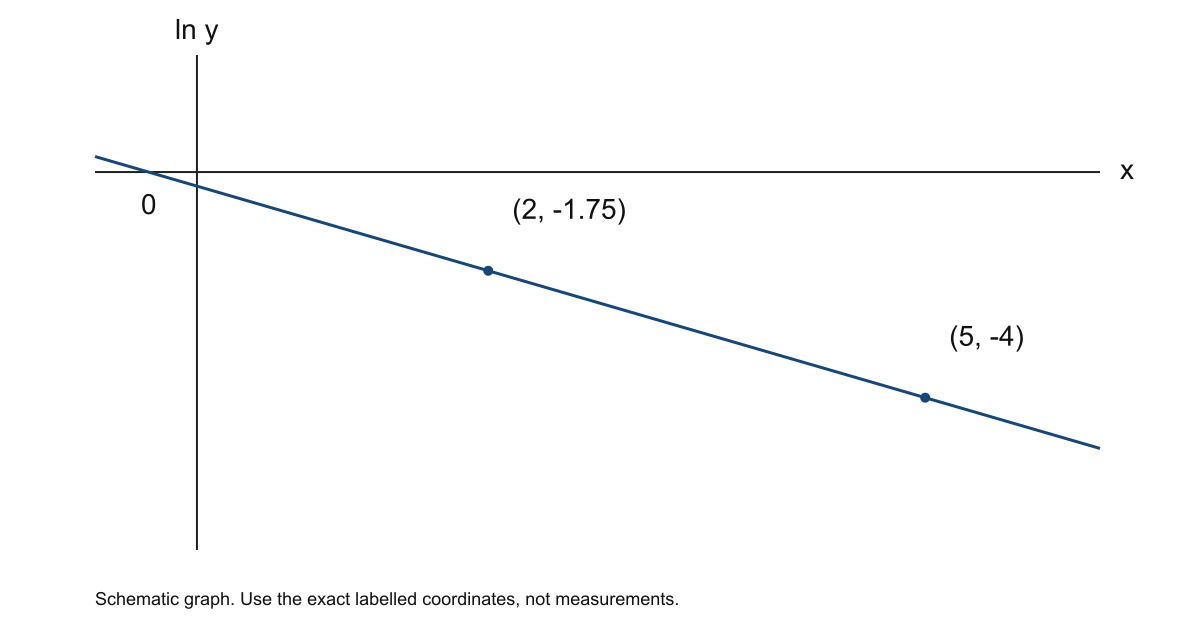 ln y
x
0
(2, -1.75)
(5, -4)
Schematic graph. Use the exact labelled coordinates, not measurements.